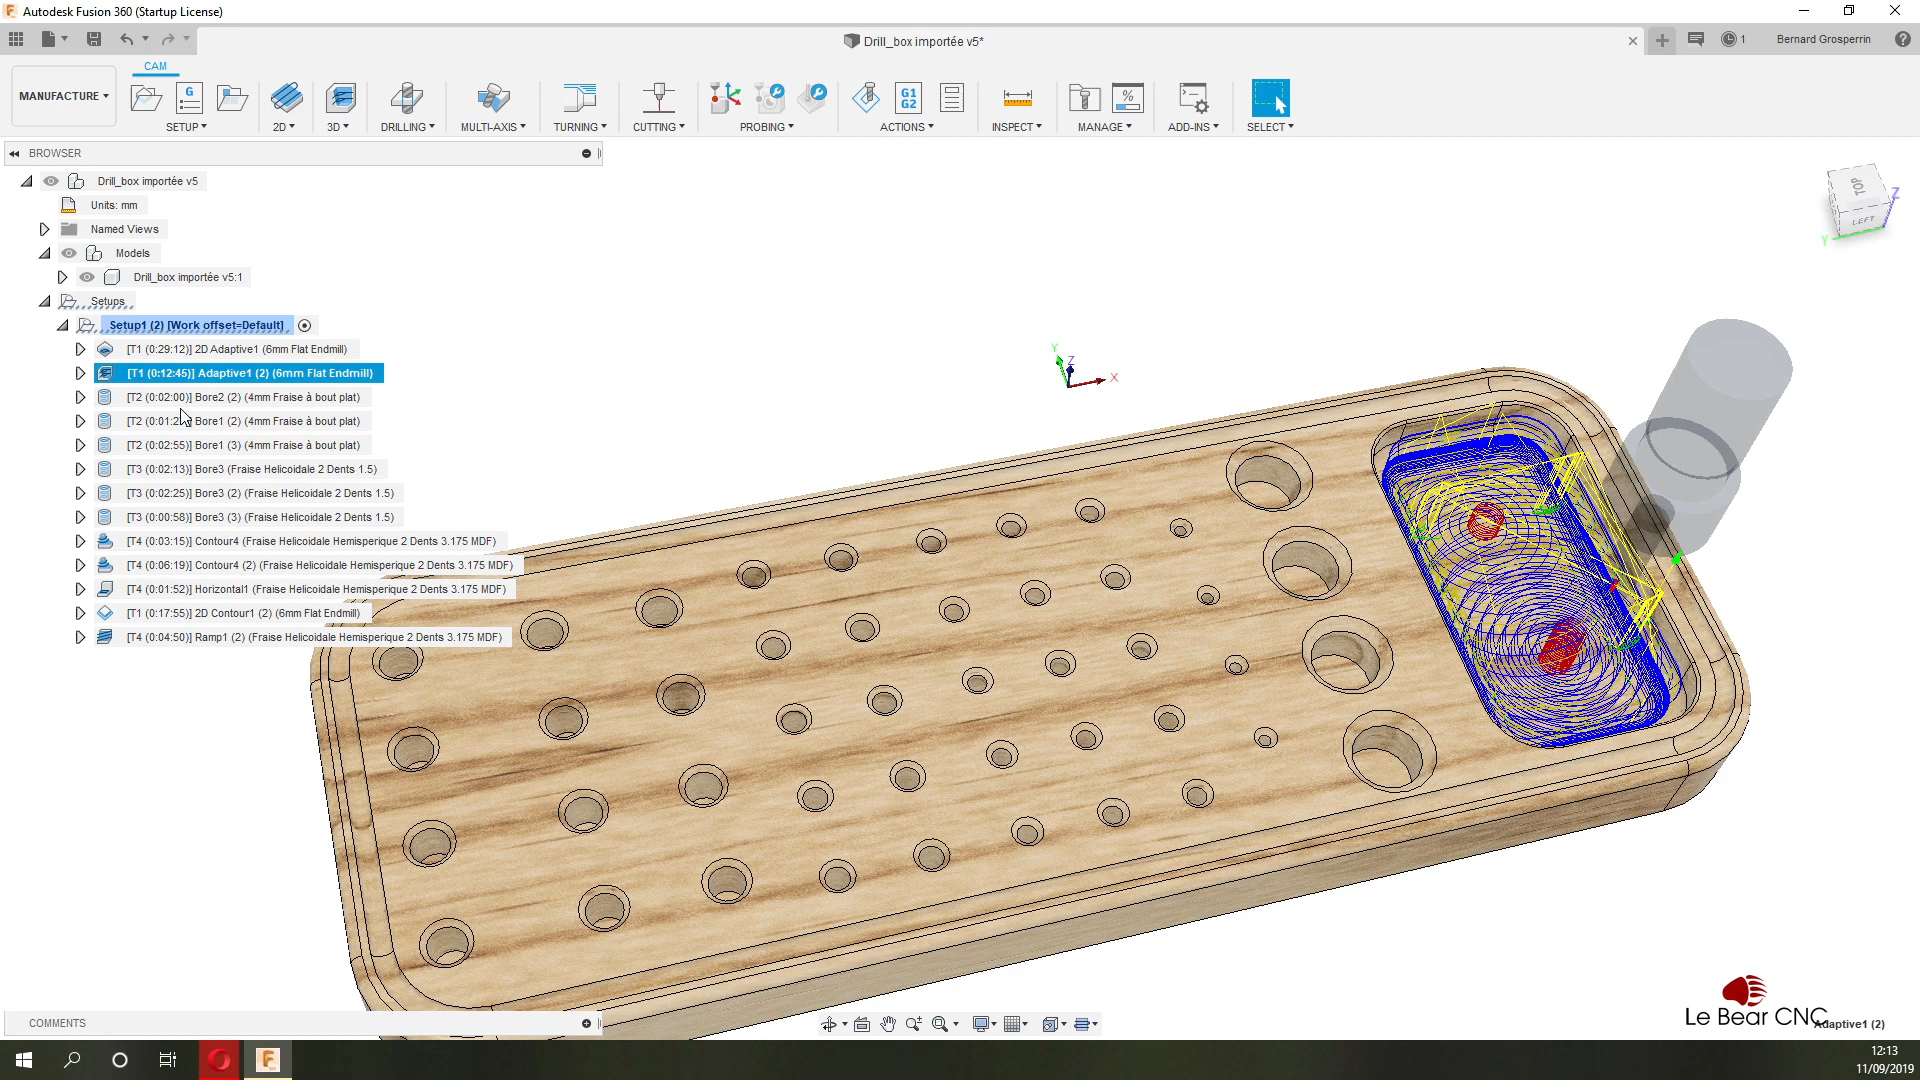 Autodesk Fusion 360 (Startup License)
Drill_box importée v5*
1
Bernard Grosperrin
CAM
MANUFACTURE
SETUP
2D
3D
DRILLING
MULTI-AXIS
TURNING
CUTTING
PROBING
G1
G2
ACTIONS
INSPECT
MANAGE
ADD-INS
SELECT
BROWSER
Drill_box importée v5
Units: mm
Named Views
Models
Drill_box importée v5:1
Setups
Setup1 (2) [Work offset=Default]
[T1 (0:29:12)] 2D Adaptive1 (6mm Flat Endmill)
[T1 (0:12:45)] Adaptive1 (2) (6mm Flat Endmill)
[T2 (0:02:00)] Bore2 (2) (4mm Fraise à bout plat)
[T2 (0:01:2 Bore1 (2) (4mm Fraise à bout plat)
[T2 (0:02:55)] Bore1 (3) (4mm Fraise à bout plat)
[T3 (0:02:13)] Bore3 (Fraise Helicoidale 2 Dents 1.5)
[T3 (0:02:25)] Bore3 (2) (Fraise Helicoidale 2 Dents 1.5)
[T3 (0:00:58)] Bore3 (3) (Fraise Helicoidale 2 Dents 1.5)
[T4 (0:03:15)] Contour4 (Fraise Helicoidale Hemisperique 2 Dents 3.175 MDF)
[T4 (0:06:19)] Contour4 (2) (Fraise Helicoidale Hemisperique 2 Dents 3.175 MDF)
[T4 (0:01:52)] Horizontal1 (Fraise Helicoidale Hemisperique 2 Dents 3.175 MDF)
[T1 (0:17:55)] 2D Contour1 (2) (6mm Flat Endmill)
[T4 (0:04:50)] Ramp1 (2) (Fraise Helicoidale Hemisperique 2 Dents 3.175 MDF)
TOP
LEFT
Z
Y
Y
Z
X
Le Bear CNC
Adaptive1 (2)
COMMENTS
12:13
11/09/2019